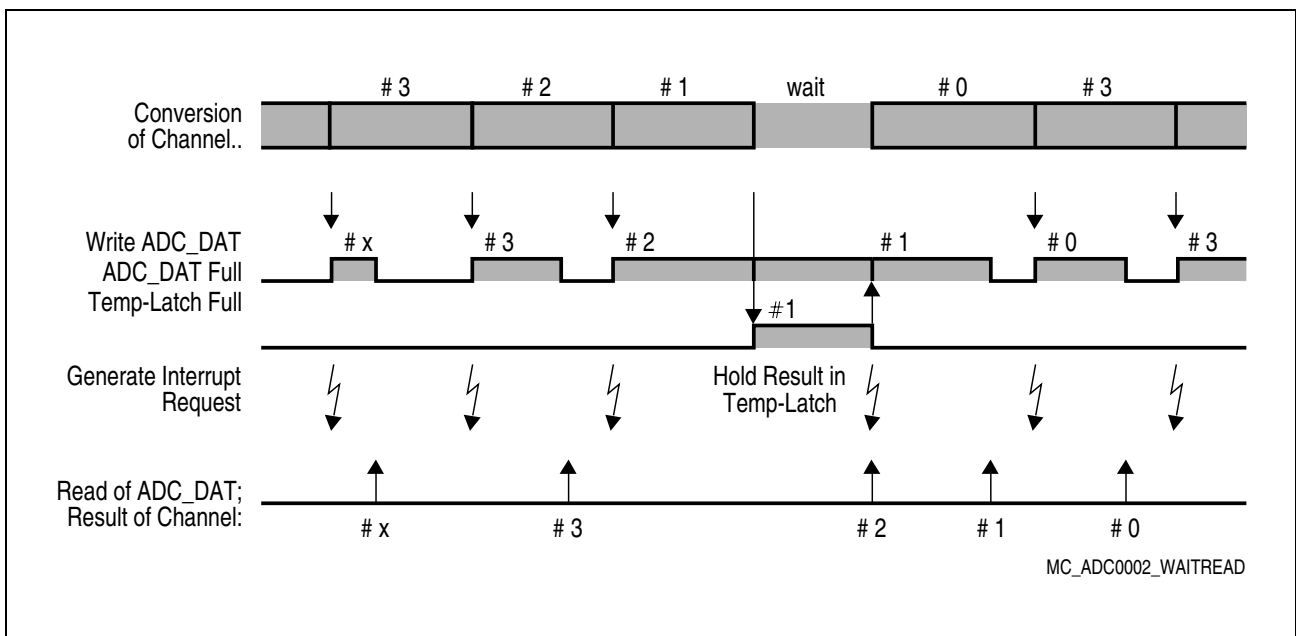 # 3 # 2 # 1 wait # 0 # 3
Conversion
of Channel..
Write ADC_DAT
# x # 3 # 2 # 1 # 0 # 3
ADC_DAT Full
Temp-Latch Full
#1
Generate Interrupt
Request
Hold Result in
Temp-Latch
Read of ADC_DAT;
Result of Channel:
# x # 3 # 2 # 1 # 0
MC_ADC0002_WAITREAD